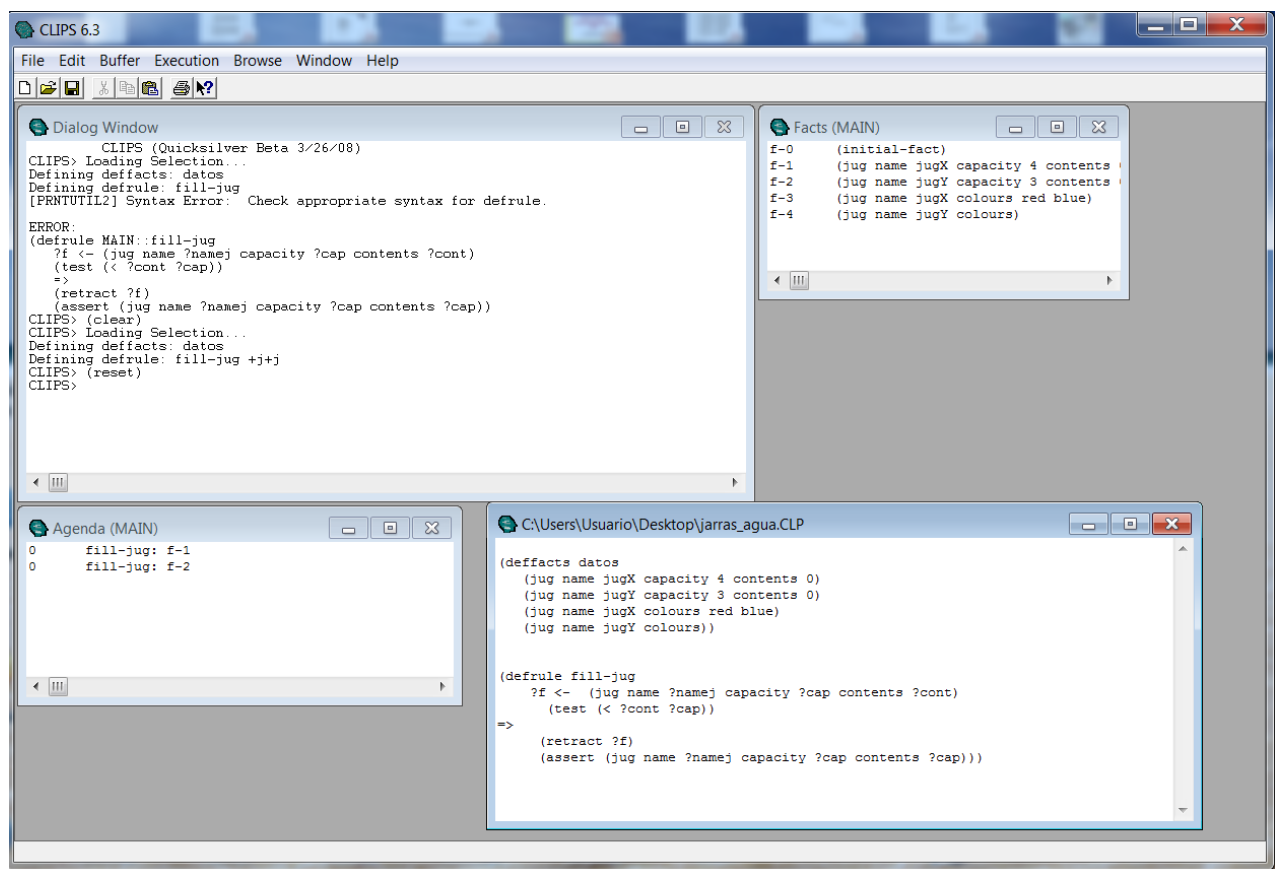 CLIPS 6.3
File Edit Buffer Execution Browse Window Help
Dialog Window
CLIPS (Quicksilver Beta 3/26/08)
CLIPS> Loading Selection...
Defining deffacts: datos
Defining defrule: fill-jug
[PRNTUTIL2] Syntax Error:  Check appropriate syntax for defrule.
ERROR:
(defrule MAIN::fill-jug
?f <- (jug name ?namej capacity ?cap contents ?cont)
(test (< ?cont ?cap))
=>
(retract ?f)
(assert (jug name ?namej capacity ?cap contents ?cap))
CLIPS> (clear)
CLIPS> Loading Selection...
Defining deffacts: datos
Defining defrule: fill-jug +j+j
CLIPS> (reset)
CLIPS>
Facts (MAIN)
f-0 (initial-fact)
f-1 (jug name jugX capacity 4 contents
f-2 (jug name jugY capacity 3 contents
f-3 (jug name jugX colours red blue)
f-4 (jug name jugY colours)
Agenda (MAIN)
0 fill-jug: f-1
0 fill-jug: f-2
C:\Users\Usuario\Desktop\jarras_agua.CLP
(deffacts datos
(jug name jugX capacity 4 contents 0)
(jug name jugY capacity 3 contents 0)
(jug name jugX colours red blue)
(jug name jugY colours))
(defrule fill-jug
?f <- (jug name ?namej capacity ?cap contents ?cont)
(test (< ?cont ?cap))
=>
(retract ?f)
(assert (jug name ?namej capacity ?cap contents ?cap)))